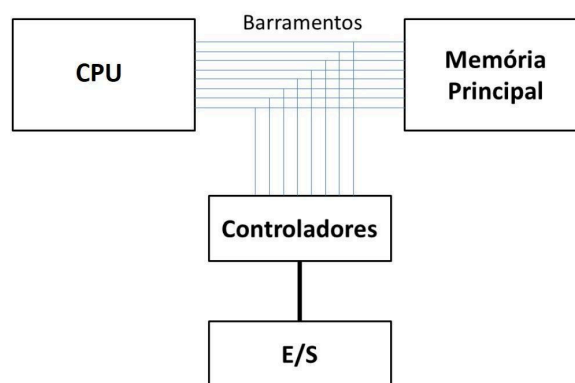 Barramentos
CPU
Memória
Principal
Controladores
E/S